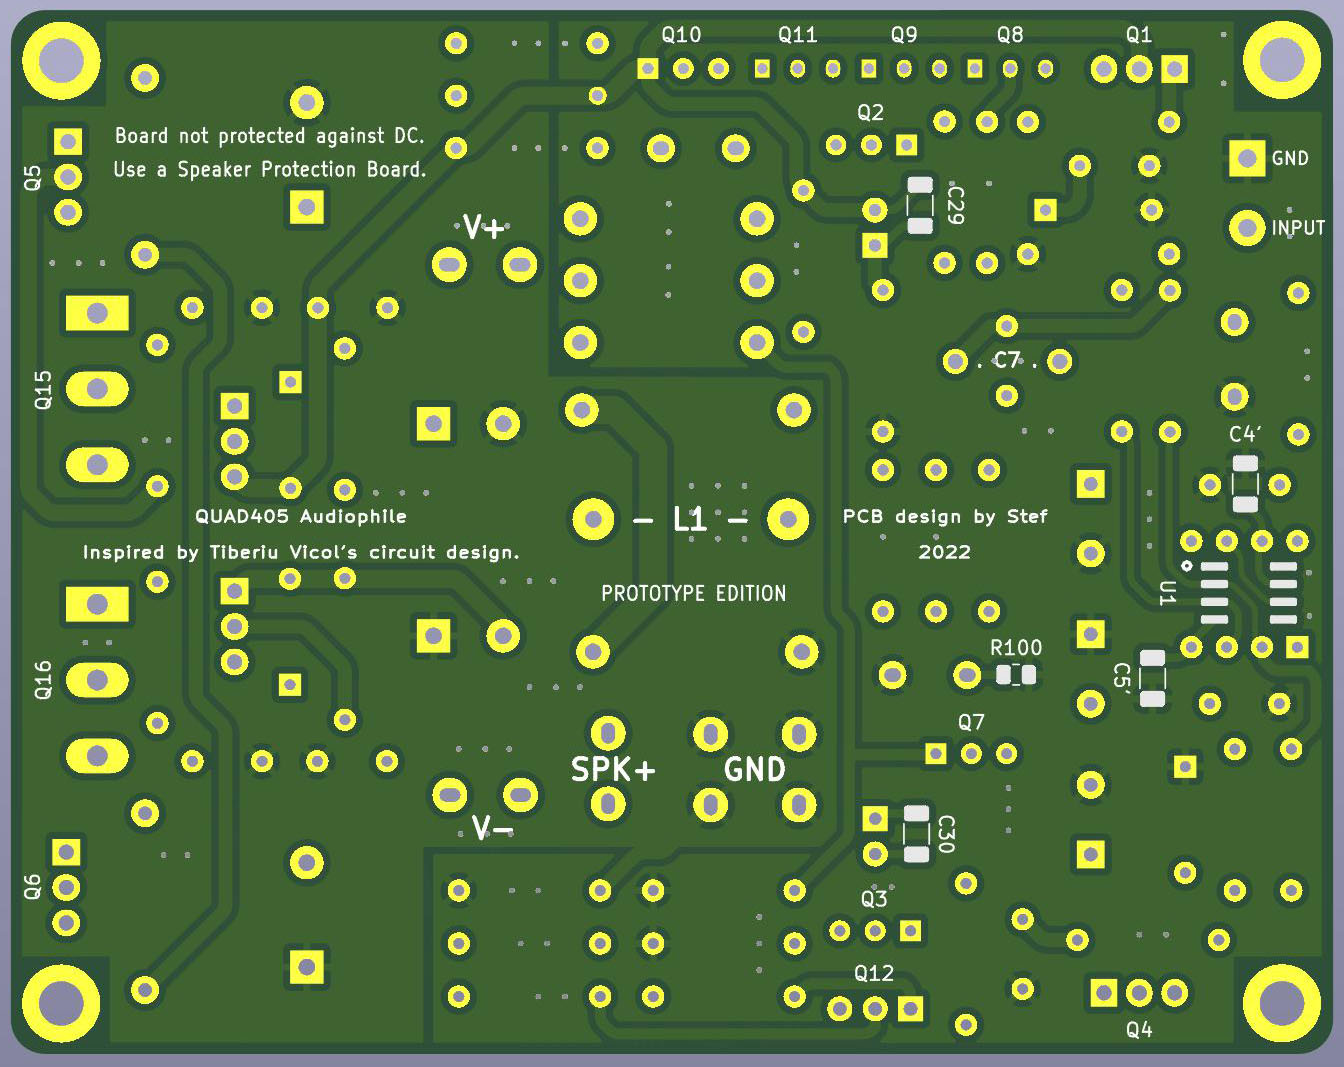 Q10 Q11 Q9 Q8 Q1
Q2
Board not protected against DC.
Use a Speaker Protection Board.
GND
Q5
C29
V+
INPUT
. C7 .
Q15
C4'
QUAD405 Audiophile
- L1 -
PCB design by Stef
Inspired by Tiberiu Vicol's circuit design.
2022
PROTOTYPE EDITION
U1
R100
Q16
C5'
Q7
SPK+ GND
V-
C30
Q6
Q3
Q12
Q4